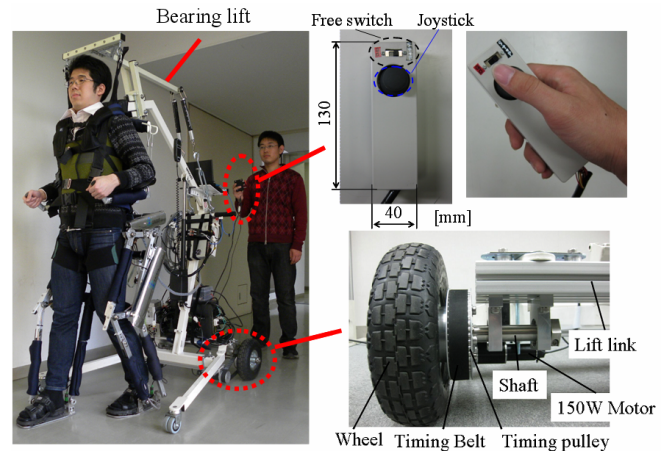 Bearing lift
Free switch
Joystick
130
40
[mm]
Lift link
Shaft
150W Motor
Wheel
Timing Belt
Timing pulley